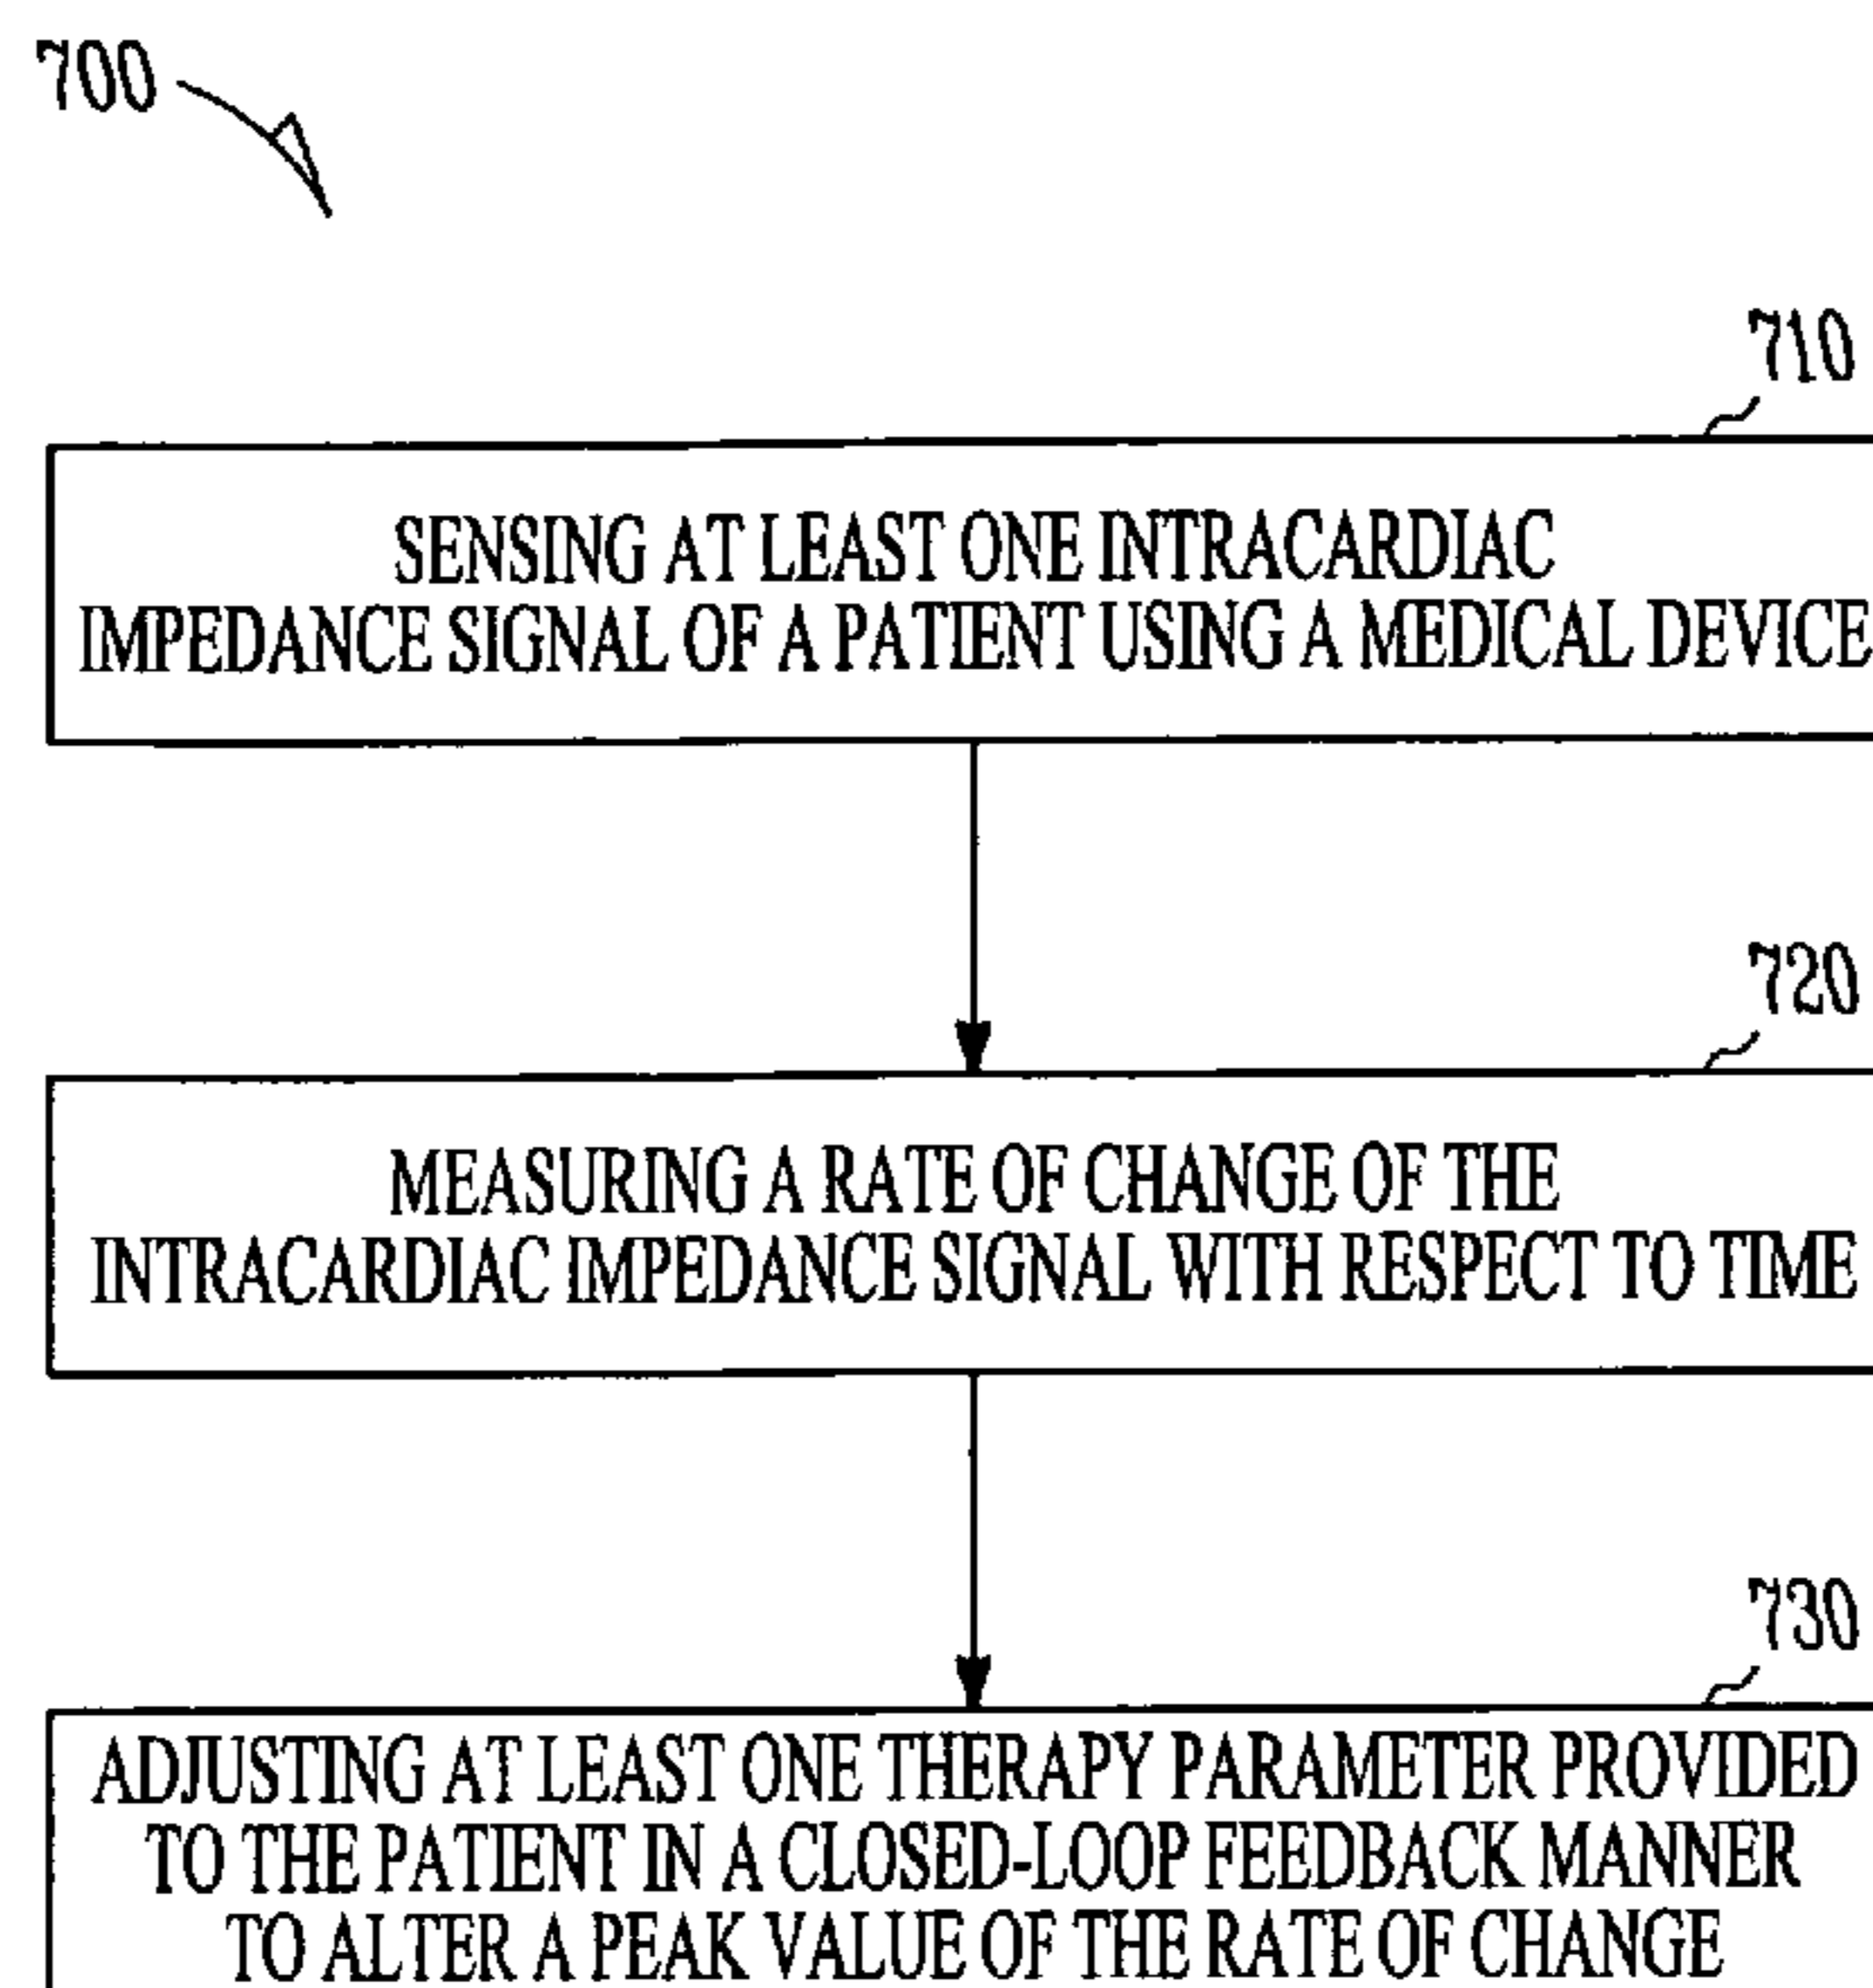 700
710
SENSING AT LEAST ONE INTRACARDIAC
IMPEDANCE SIGNAL OF A PATIENT USING A MEDICAL DEVICE
720
MEASURING A RATE OF CHANGE OF THE
INTRACARDIAC IMPEDANCE SIGNAL WITH RESPECT TO TIME
730
ADJUSTING AT LEAST ONE THERAPY PARAMETER PROVIDED
TO THE PATIENT IN A CLOSED-LOOP FEEDBACK MANNER
TO ALTER A PEAK VALUE OF THE RATE OF CHANGE